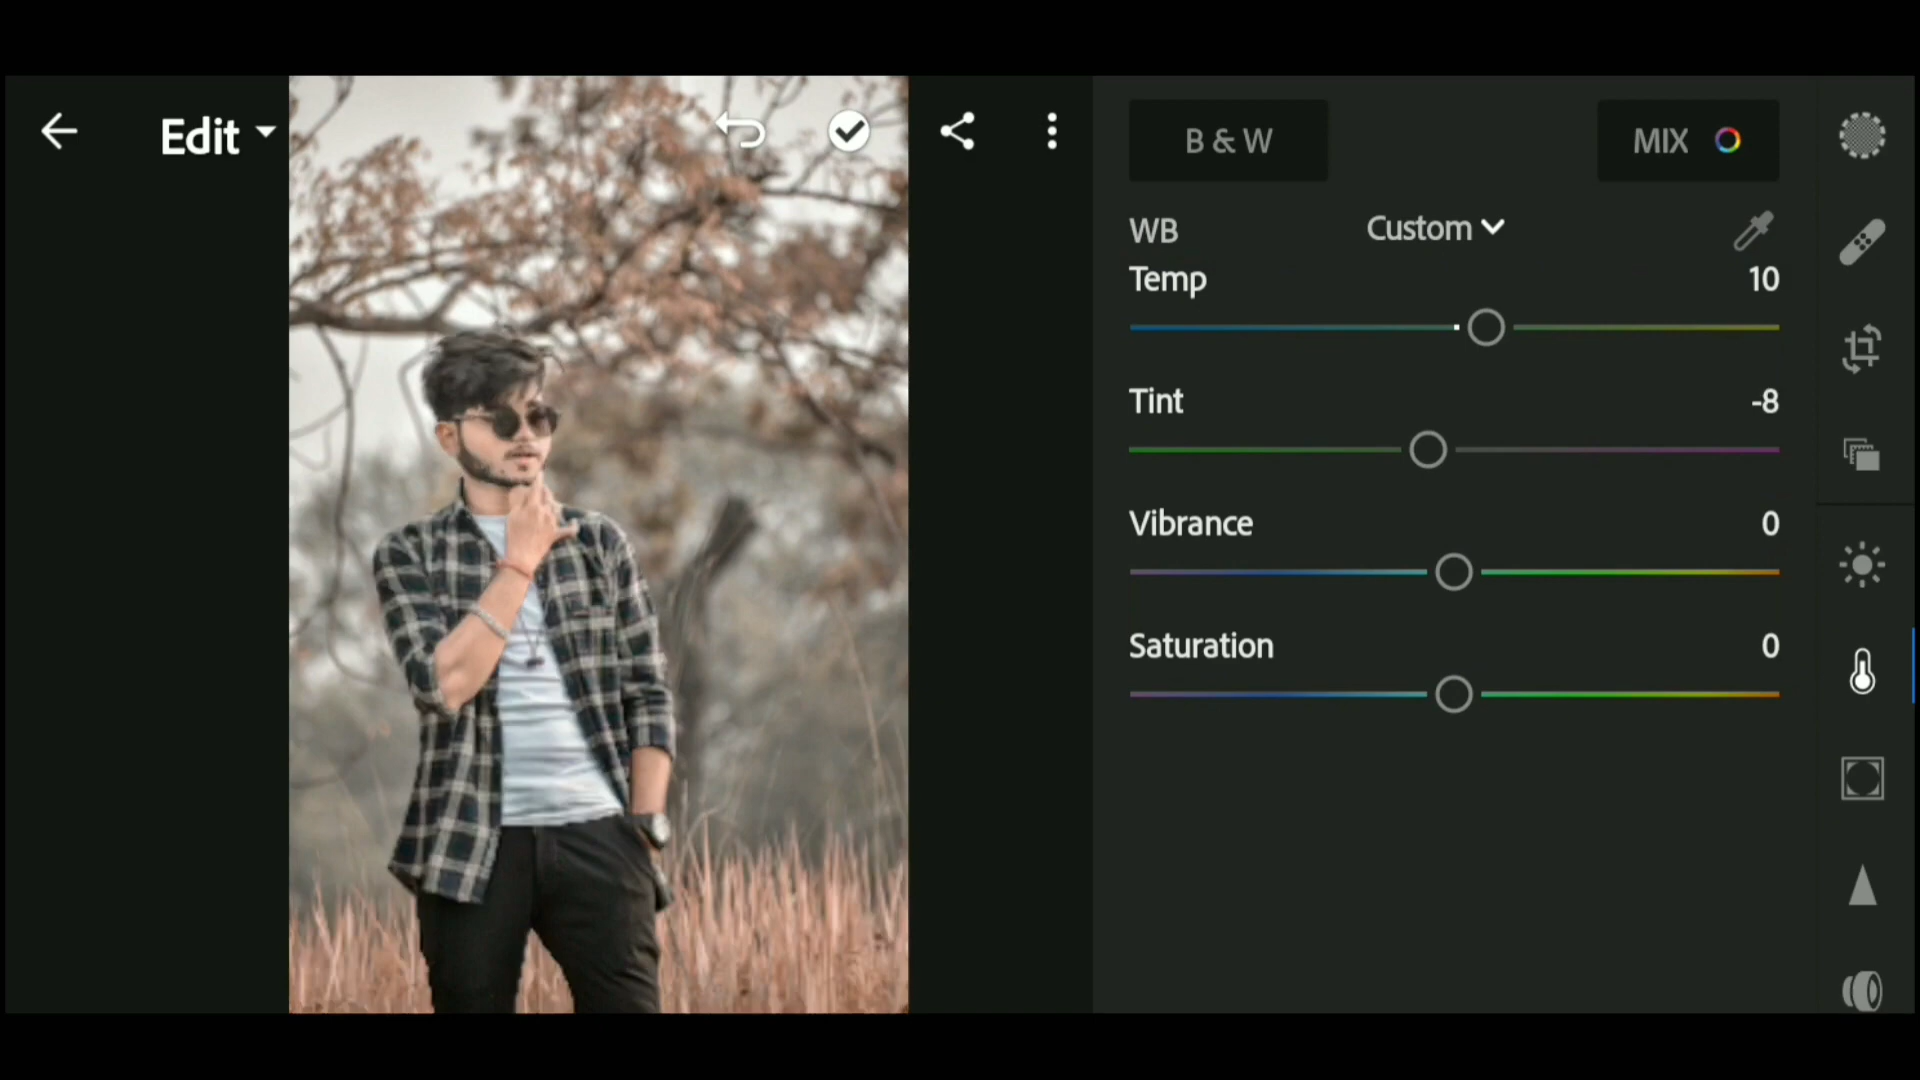 Edit
B & W
MIX
WB Custom
Temp 10
Tint -8
Vibrance 0
Saturation 0